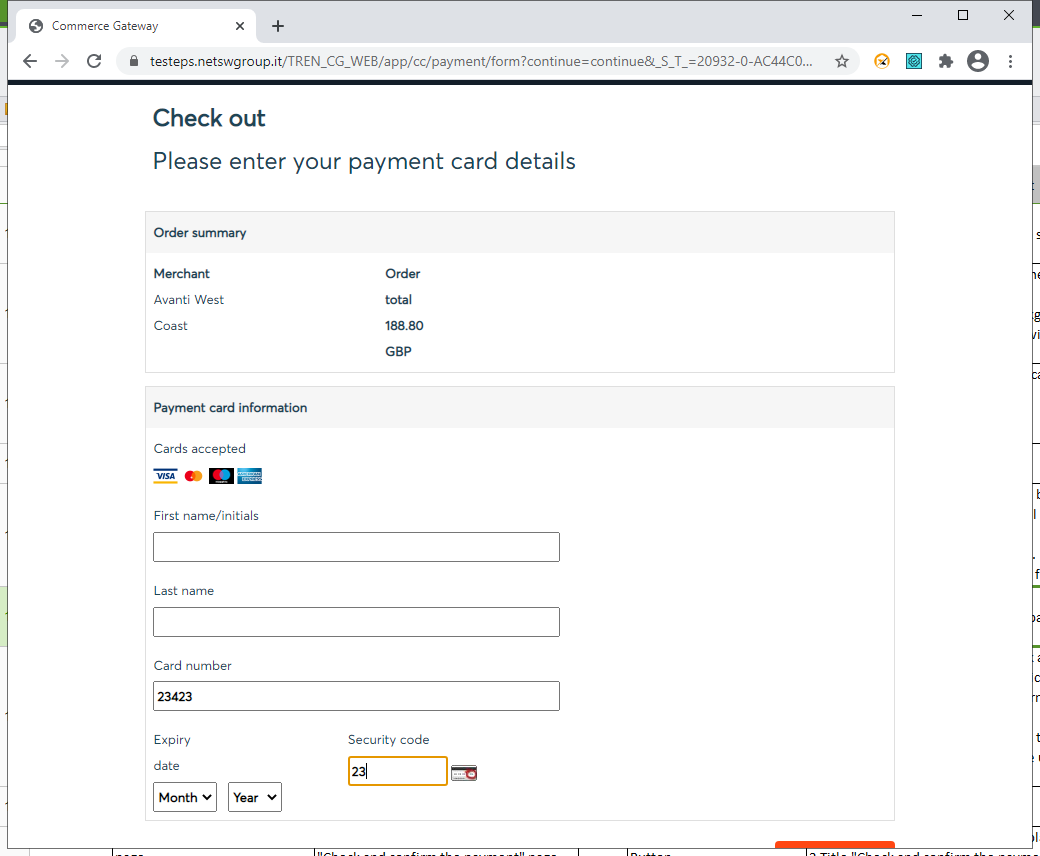 Commerce Gateway
testeps.netswgroup.it/TREN_CG_WEB/app/cc/payment/form?continue=continue&_S_T_=20932-0-AC44C0...
Check out
Please enter your payment card details
Order summary
Merchant Order
Avanti West total
Coast 188.80
GBP
Payment card information
Cards accepted
VISA
First name/initials
Last name
Card number
23423
Expiry Security code
date
23
Month Year